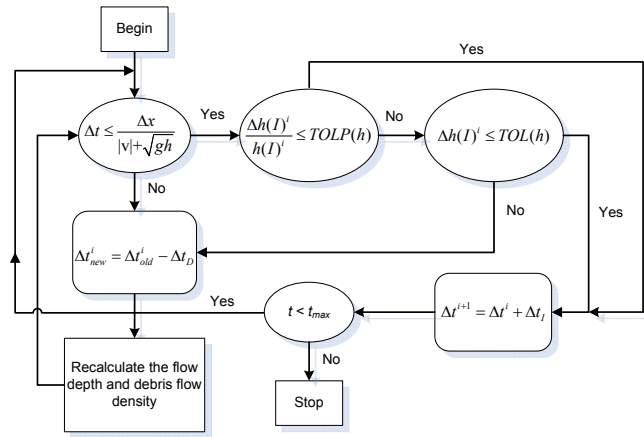 Begin
Yes
Δt ≤ Δx / (|v|+√gh)
Yes
Δh(I)^i / h(I)^i ≤ TOLP(h)
No
Δh(I)^i ≤ TOL(h)
No
No
Yes
Δt^i_new = Δt^i_old − Δt_D
Yes
t < t_max
Δt^{i+1} = Δt^i + Δt_I
No
Recalculate the flow
depth and debris flow
density
Stop